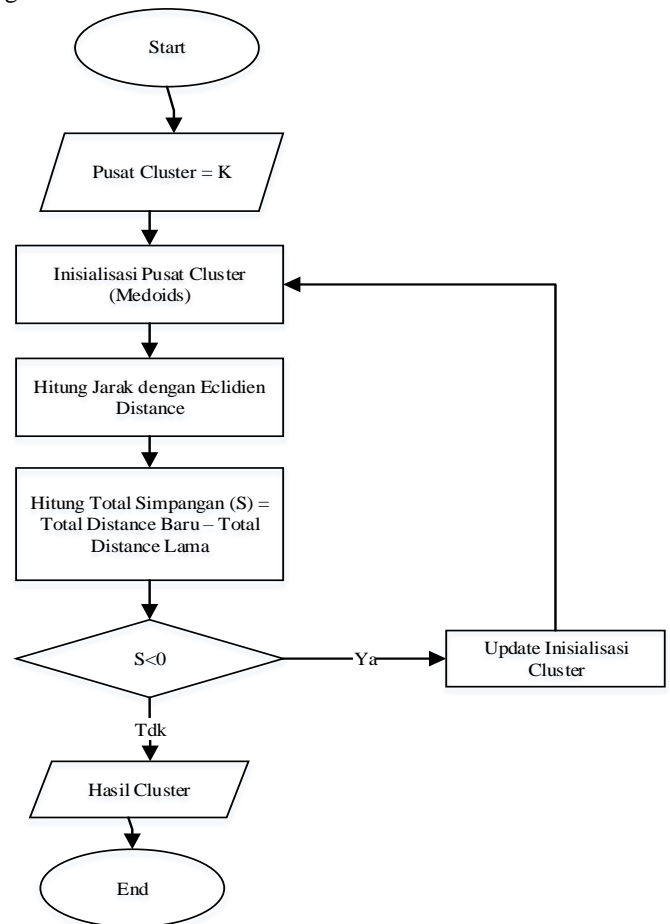 Start
Pusat Cluster = K
Inisialisasi Pusat Cluster
(Medoids)
Hitung Jarak dengan Eclidien
Distance
Hitung Total Simpangan (S) =
Total Distance Baru – Total
Distance Lama
S<0
Ya
Update Inisialisasi
Cluster
Tdk
Hasil Cluster
End